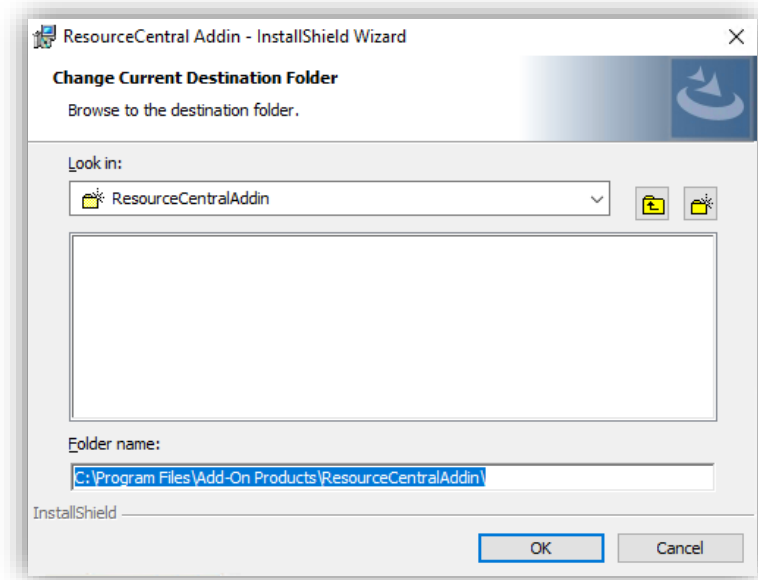 ResourceCentral Addin - InstallShield Wizard
Change Current Destination Folder
Browse to the destination folder.
Look in:
ResourceCentralAddin
Folder name:
C:\Program Files\Add-On Products\ResourceCentralAddin\
InstallShield
OK Cancel